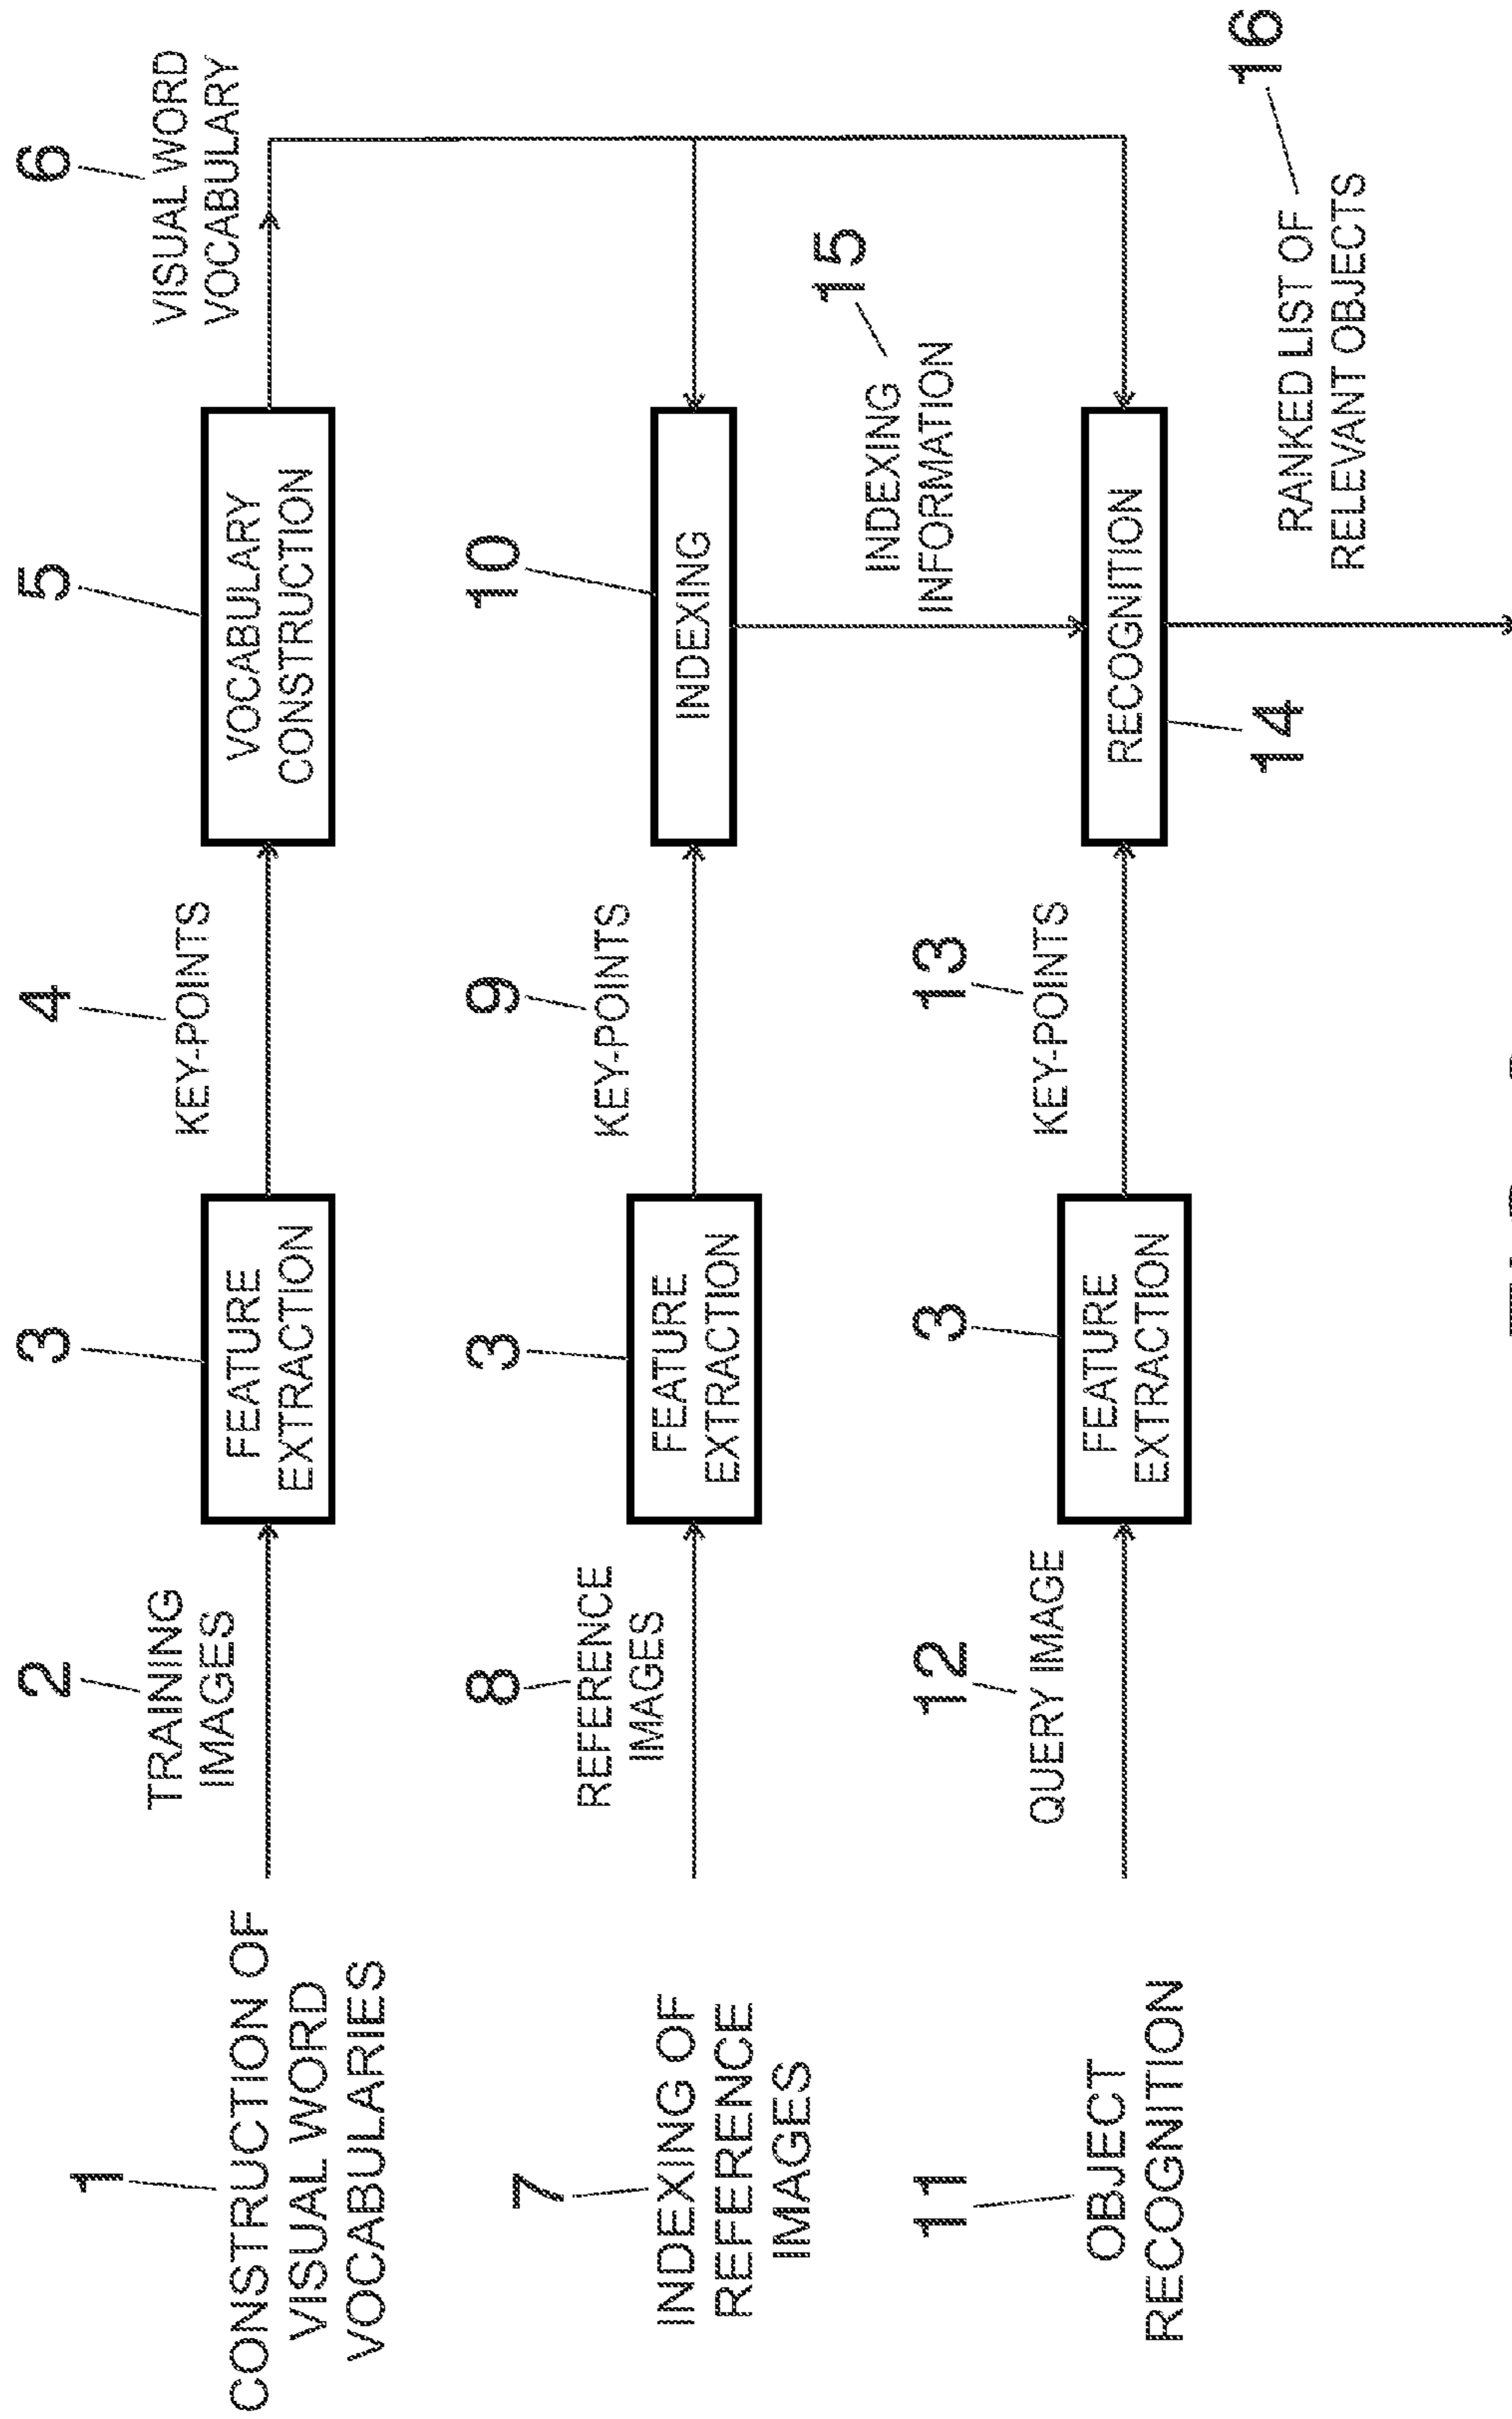 1
CONSTRUCTION OF
VISUAL WORD
VOCABULARIES
2
TRAINING
IMAGES
3
FEATURE
EXTRACTION
4
KEY-POINTS
5
VOCABULARY
CONSTRUCTION
6
VISUAL WORD
VOCABULARY
7
INDEXING OF
REFERENCE
IMAGES
8
REFERENCE
IMAGES
3
FEATURE
EXTRACTION
9
KEY-POINTS
10
INDEXING
15
INDEXING
INFORMATION
11
OBJECT
RECOGNITION
12
QUERY IMAGE
3
FEATURE
EXTRACTION
13
KEY-POINTS
RECOGNITION
14
16
RANKED LIST OF
RELEVANT OBJECTS